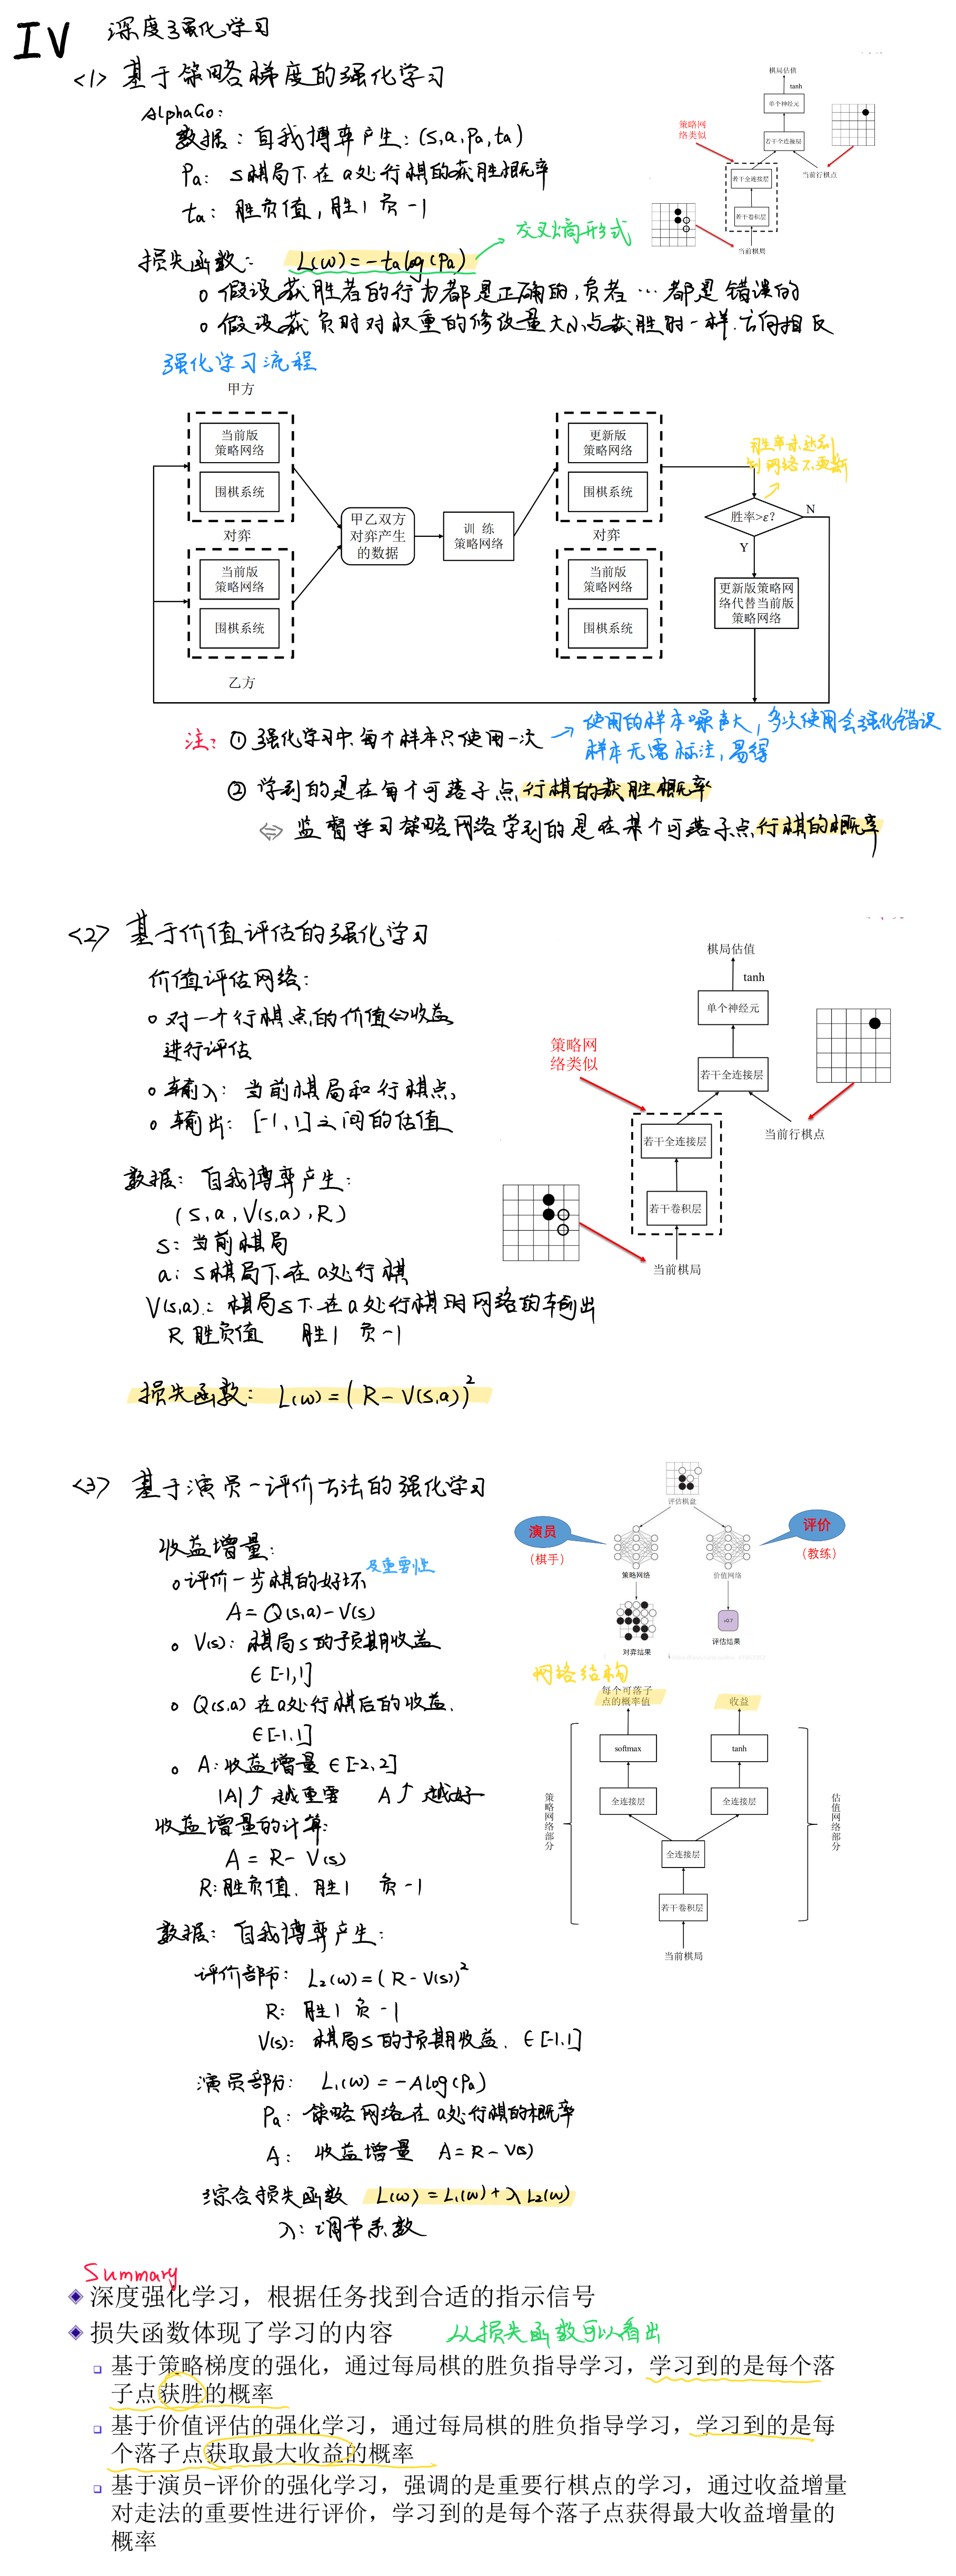 IV 深度强化学习
<1> 基于策略梯度的强化学习
AlphaGo:
数据：自我博弈产生：(s,a,Pa,ta)
Pa: s棋局下在a处行棋的获胜概率
ta: 胜负值，胜1 负-1
棋局估值
tanh
单个神经元
若干全连接层
策略网
络类似
若干全连接层
当前行棋点
若干卷积层
当前棋局
损失函数: L(w)=-ta log(Pa)
交叉熵形式
o 假设获胜者的行为都是正确的，负者…都是错误的
o 假设获负时对权重的修改量大小与获胜时一样，方向相反
强化学习流程
甲方
当前版
策略网络
围棋系统
对弈
当前版
策略网络
围棋系统
乙方
甲乙双方
对弈产生
的数据
训 练
策略网络
更新版
策略网络
围棋系统
对弈
当前版
策略网络
围棋系统
胜率未达到
则网络不更新
胜率>ε?
N
Y
更新版策略网
络代替当前版
策略网络
注: ① 强化学习中每个样本只使用一次
→ 使用的样本噪声大，多次使用会强化错误
样本无需标注，易得
② 学到的是在每个可落子点行棋的获胜概率
⇔ 监督学习策略网络学到的是在某个可落子点行棋的概率
<2> 基于价值评估的强化学习
价值评估网络:
o 对一个行棋点的价值⇔收益
进行评估
o 输入: 当前棋局和行棋点
o 输出: [-1,1]之间的估值
棋局估值
tanh
单个神经元
若干全连接层
策略网
络类似
当前行棋点
若干全连接层
若干卷积层
当前棋局
数据: 自我博弈产生:
(s,a,V(s,a),R)
s: 当前棋局
a: s棋局下在a处行棋
V(s,a): 棋局s下在a处行棋时网络的输出
R 胜负值 胜1 负-1
损失函数: L(w)=(R-V(s,a))²
<3> 基于演员-评价方法的强化学习
评估棋盘
演员
(棋手)
评价
(教练)
策略网络
价值网络
对弈结果
评估结果
收益增量:
o 评价一步棋的好坏 及重要性
A=Q(s,a)-V(s)
o V(s): 棋局s的预期收益
∈[-1,1]
o Q(s,a) 在a处行棋后的收益.
∈[-1,1]
o A: 收益增量 ∈[-2,2]
|A|↑ 越重要 A↑ 越好
网络结构
每个可落子
点的概率值
收益
softmax
tanh
全连接层
全连接层
策略网络部分
估值网络部分
全连接层
若干卷积层
当前棋局
收益增量的计算:
A=R-V(s)
R: 胜负值. 胜1 负-1
数据: 自我博弈产生:
评价部分: L₂(w)=(R-V(s))²
R: 胜1 负-1
V(s): 棋局s的预期收益. ∈[-1,1]
演员部分: L₁(w)=-Alog(Pa)
Pa: 策略网络在a处行棋的概率
A: 收益增量 A=R-V(s)
综合损失函数 L(w)=L₁(w)+λL₂(w)
λ: 调节系数
Summary
深度强化学习，根据任务找到合适的指示信号
损失函数体现了学习的内容 从损失函数可以看出
基于策略梯度的强化，通过每局棋的胜负指导学习，学习到的是每个落
子点获胜的概率
基于价值评估的强化学习，通过每局棋的胜负指导学习，学习到的是每
个落子点获取最大收益的概率
基于演员-评价的强化学习，强调的是重要行棋点的学习，通过收益增量
对走法的重要性进行评价，学习到的是每个落子点获得最大收益增量的
概率